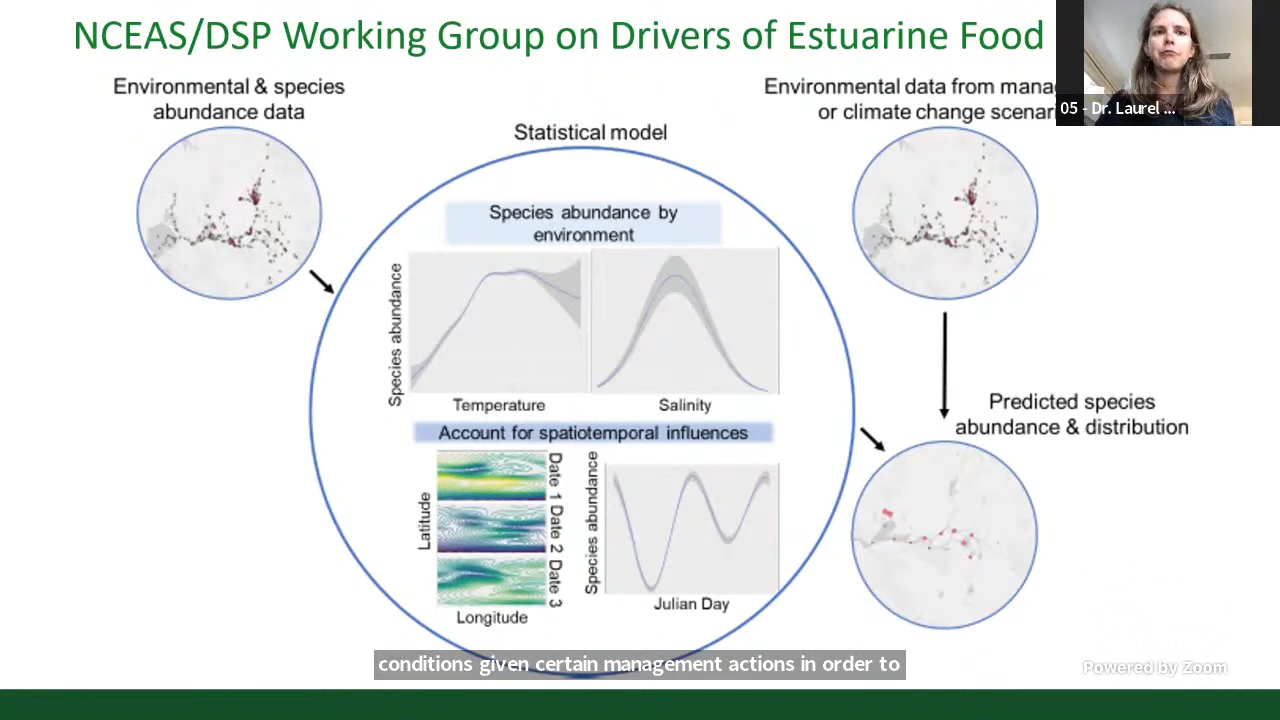 NCEAS/DSP Working Group on Drivers of Estuarine Food
Environmental & species
abundance data
Statistical model
Environmental data from mana
or climate change scenari
05 - Dr. Laurel ...
Species abundance by
environment
Species abundance
Temperature
Salinity
Account for spatiotemporal influences
Latitude
Date 1
Date 2
Date 3
Longitude
Species abundance
Julian Day
Predicted species
abundance & distribution
conditions given certain management actions in order to
Powered by Zoom